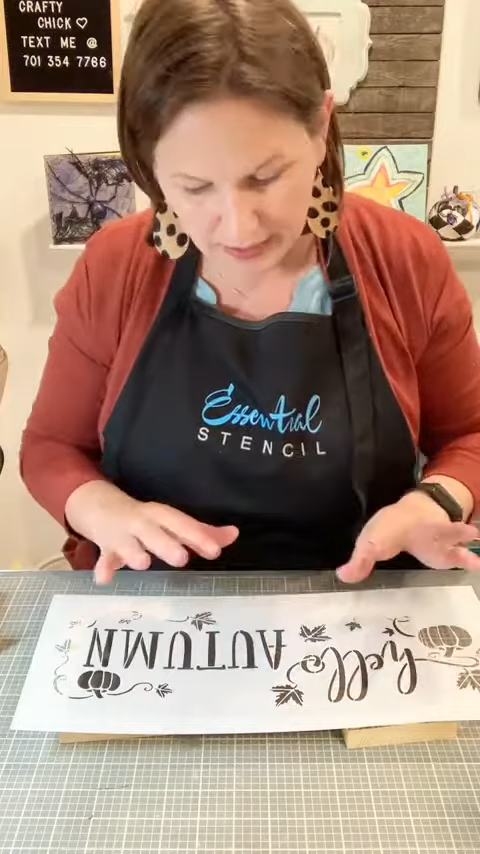 CRAFTY
CHICK ♡
TEXT ME @
701 354 7766
Essential
STENCIL
hello AUTUMN